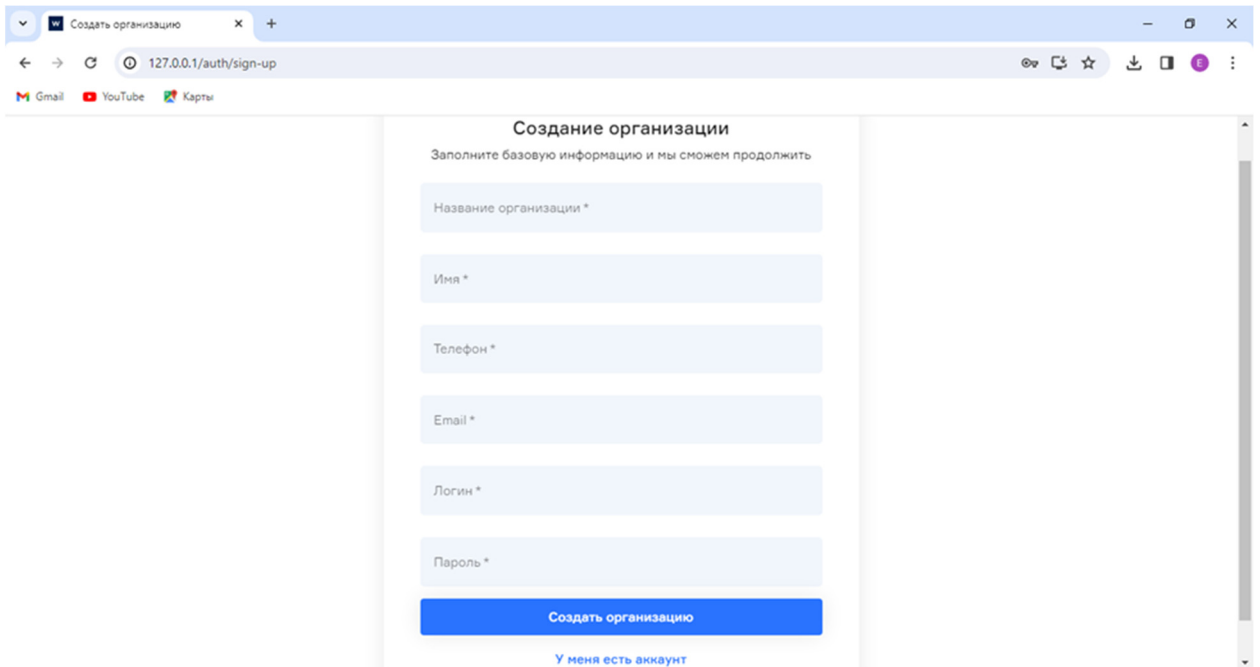 Создать организацию
127.0.0.1/auth/sign-up
E
Gmail YouTube Карты
Создание организации
Заполните базовую информацию и мы сможем продолжить
Название организации *
Имя *
Телефон *
Email *
Логин *
Пароль *
Создать организацию
У меня есть аккаунт